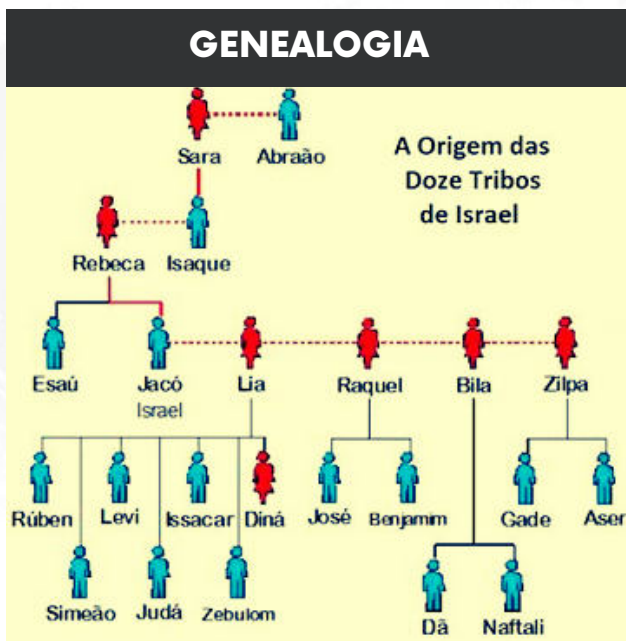 GENEALOGIA
A Origem das
Doze Tribos
de Israel
Sara Abraão
Rebeca Isaque
Esaú Jacó Lia Raquel Bila Zilpa
Israel
Rúben Levi Issacar Diná José Benjamim Gade Aser
Simeão Judá Zebulom
Dã Naftali